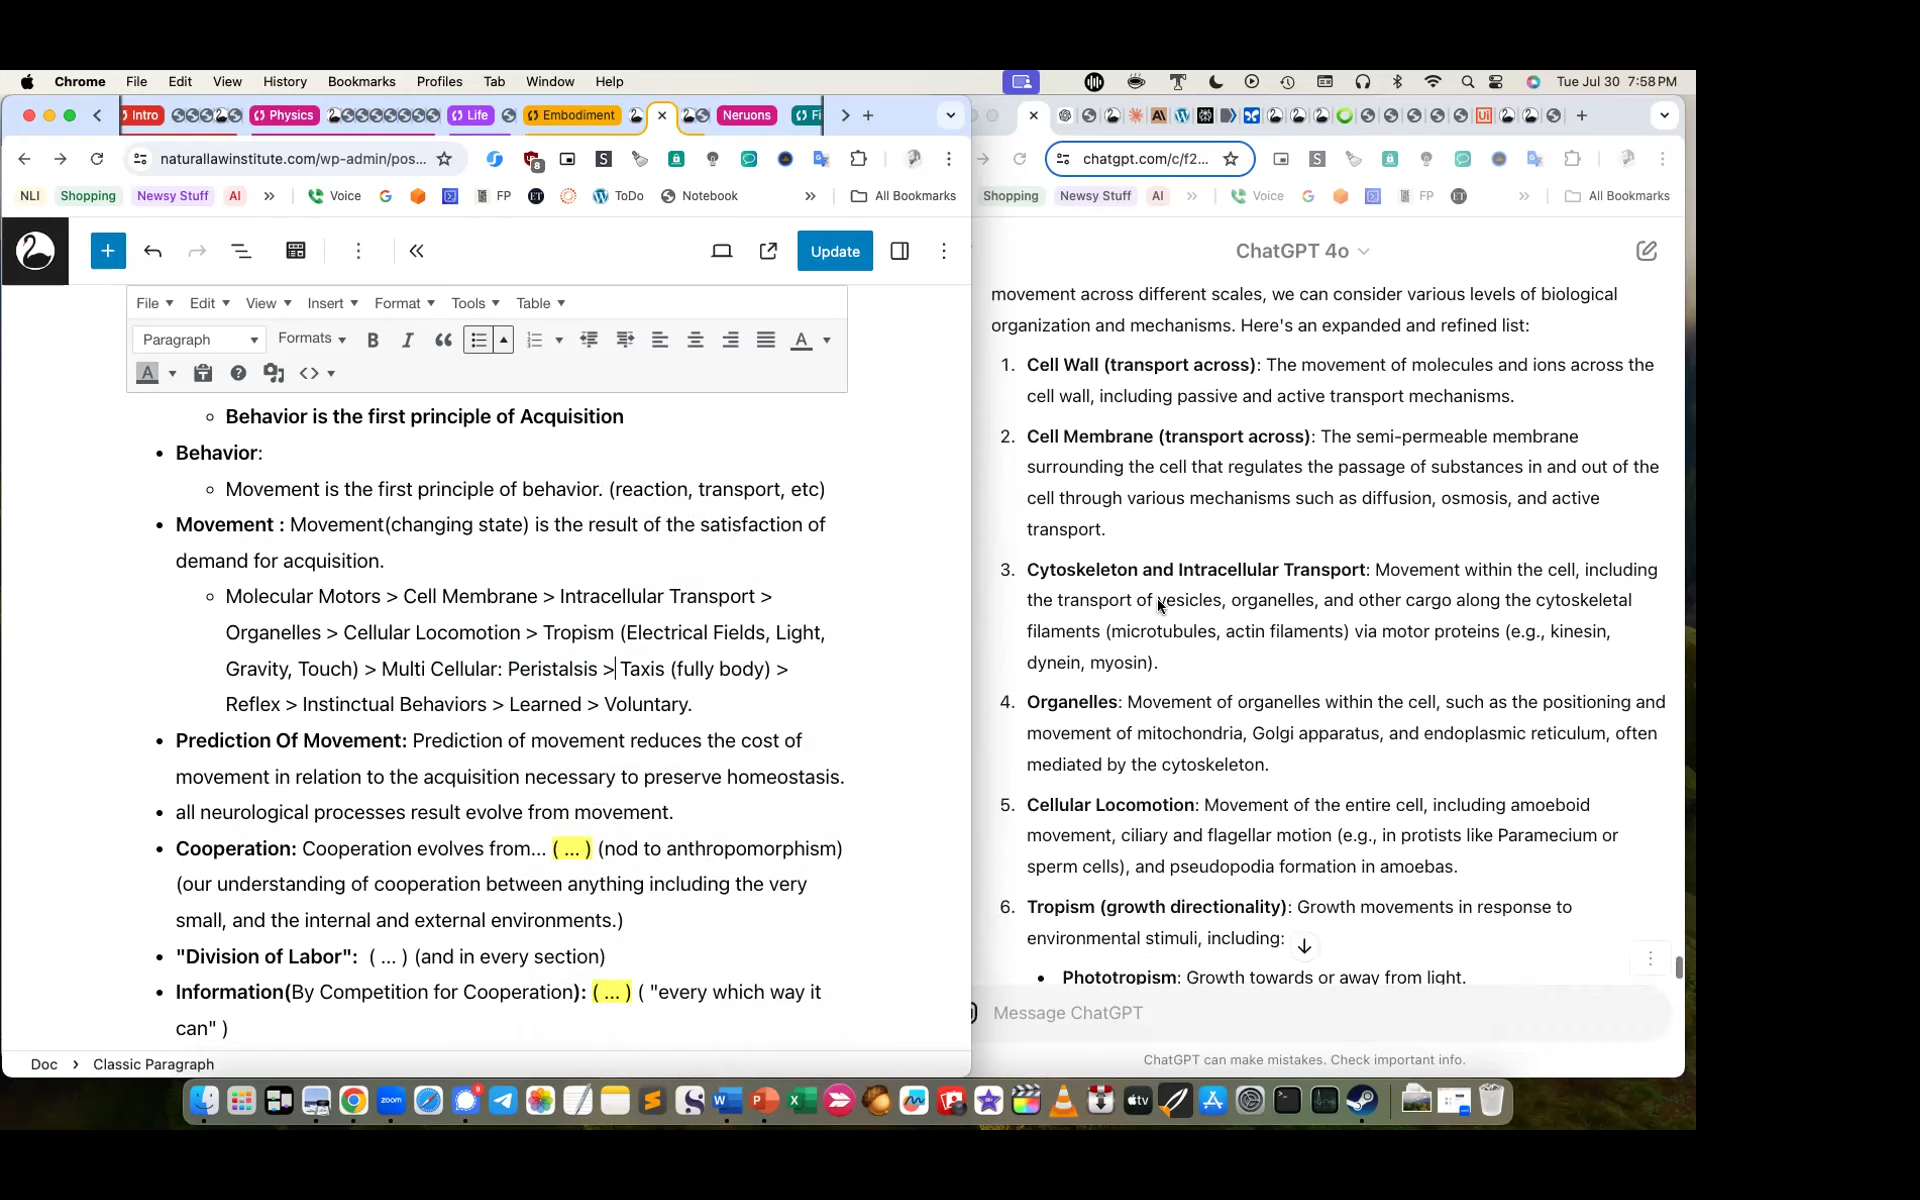 Chrome File Edit View History Bookmarks Profiles Tab Window Help
Tue Jul 30 7:58 PM
Intro Physics Life Embodiment Neruons Fi
naturallawinstitute.com/wp-admin/pos...
8
NLI Shopping Newsy Stuff AI » Voice FP ET ToDo Notebook » All Bookmarks
Update
File Edit View Insert Format Tools Table
Paragraph Formats B I A
A
◦ Behavior is the first principle of Acquisition
• Behavior:
◦ Movement is the first principle of behavior. (reaction, transport, etc)
• Movement : Movement(changing state) is the result of the satisfaction of
demand for acquisition.
◦ Molecular Motors > Cell Membrane > Intracellular Transport >
Organelles > Cellular Locomotion > Tropism (Electrical Fields, Light,
Gravity, Touch) > Multi Cellular: Peristalsis > Taxis (fully body) >
Reflex > Instinctual Behaviors > Learned > Voluntary.
• Prediction Of Movement: Prediction of movement reduces the cost of
movement in relation to the acquisition necessary to preserve homeostasis.
• all neurological processes result evolve from movement.
• Cooperation: Cooperation evolves from... ( ... ) (nod to anthropomorphism)
(our understanding of cooperation between anything including the very
small, and the internal and external environments.)
• "Division of Labor": ( ... ) (and in every section)
• Information(By Competition for Cooperation): ( ... ) ( "every which way it
can" )
Doc › Classic Paragraph
chatgpt.com/c/f2...
Shopping Newsy Stuff AI » Voice FP ET » All Bookmarks
ChatGPT 4o
movement across different scales, we can consider various levels of biological
organization and mechanisms. Here's an expanded and refined list:
1. Cell Wall (transport across): The movement of molecules and ions across the
cell wall, including passive and active transport mechanisms.
2. Cell Membrane (transport across): The semi-permeable membrane
surrounding the cell that regulates the passage of substances in and out of the
cell through various mechanisms such as diffusion, osmosis, and active
transport.
3. Cytoskeleton and Intracellular Transport: Movement within the cell, including
the transport of vesicles, organelles, and other cargo along the cytoskeletal
filaments (microtubules, actin filaments) via motor proteins (e.g., kinesin,
dynein, myosin).
4. Organelles: Movement of organelles within the cell, such as the positioning and
movement of mitochondria, Golgi apparatus, and endoplasmic reticulum, often
mediated by the cytoskeleton.
5. Cellular Locomotion: Movement of the entire cell, including amoeboid
movement, ciliary and flagellar motion (e.g., in protists like Paramecium or
sperm cells), and pseudopodia formation in amoebas.
6. Tropism (growth directionality): Growth movements in response to
environmental stimuli, including:
• Phototropism: Growth towards or away from light.
Message ChatGPT
ChatGPT can make mistakes. Check important info.
zoom
tv